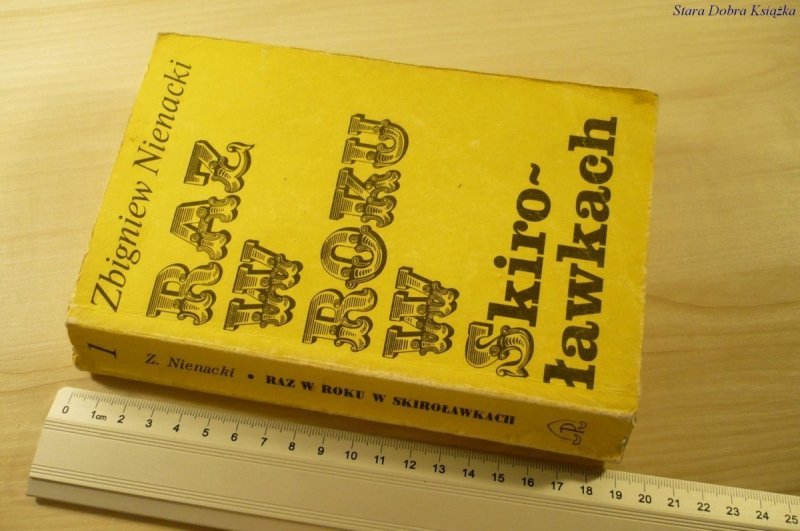 Stara Dobra Książka
Zbigniew Nienacki
RAZ
W
ROKU
W
Skiro~
ławkach
1 Z. Nienacki • RAZ W ROKU W SKIROŁAWKACH
0 1cm 2 3 4 5 6 7 8 9 10 11 12 13 14 15 16 17 18 19 20 21 22 23 24 25